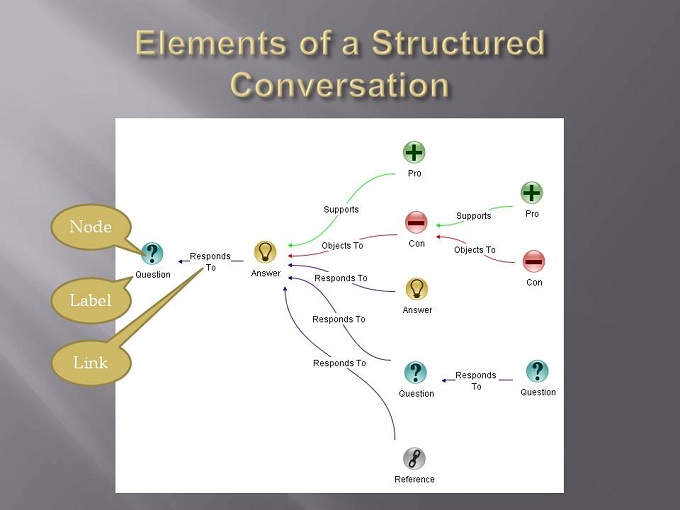 Elements of a Structured
Conversation
Pro
Supports
Pro
Supports
Node
Con
Objects To
Objects To
Responds
To
Question
Answer
Responds To
Con
Label
Answer
Responds To
Link
Responds To
Responds
To
Question
Question
Reference